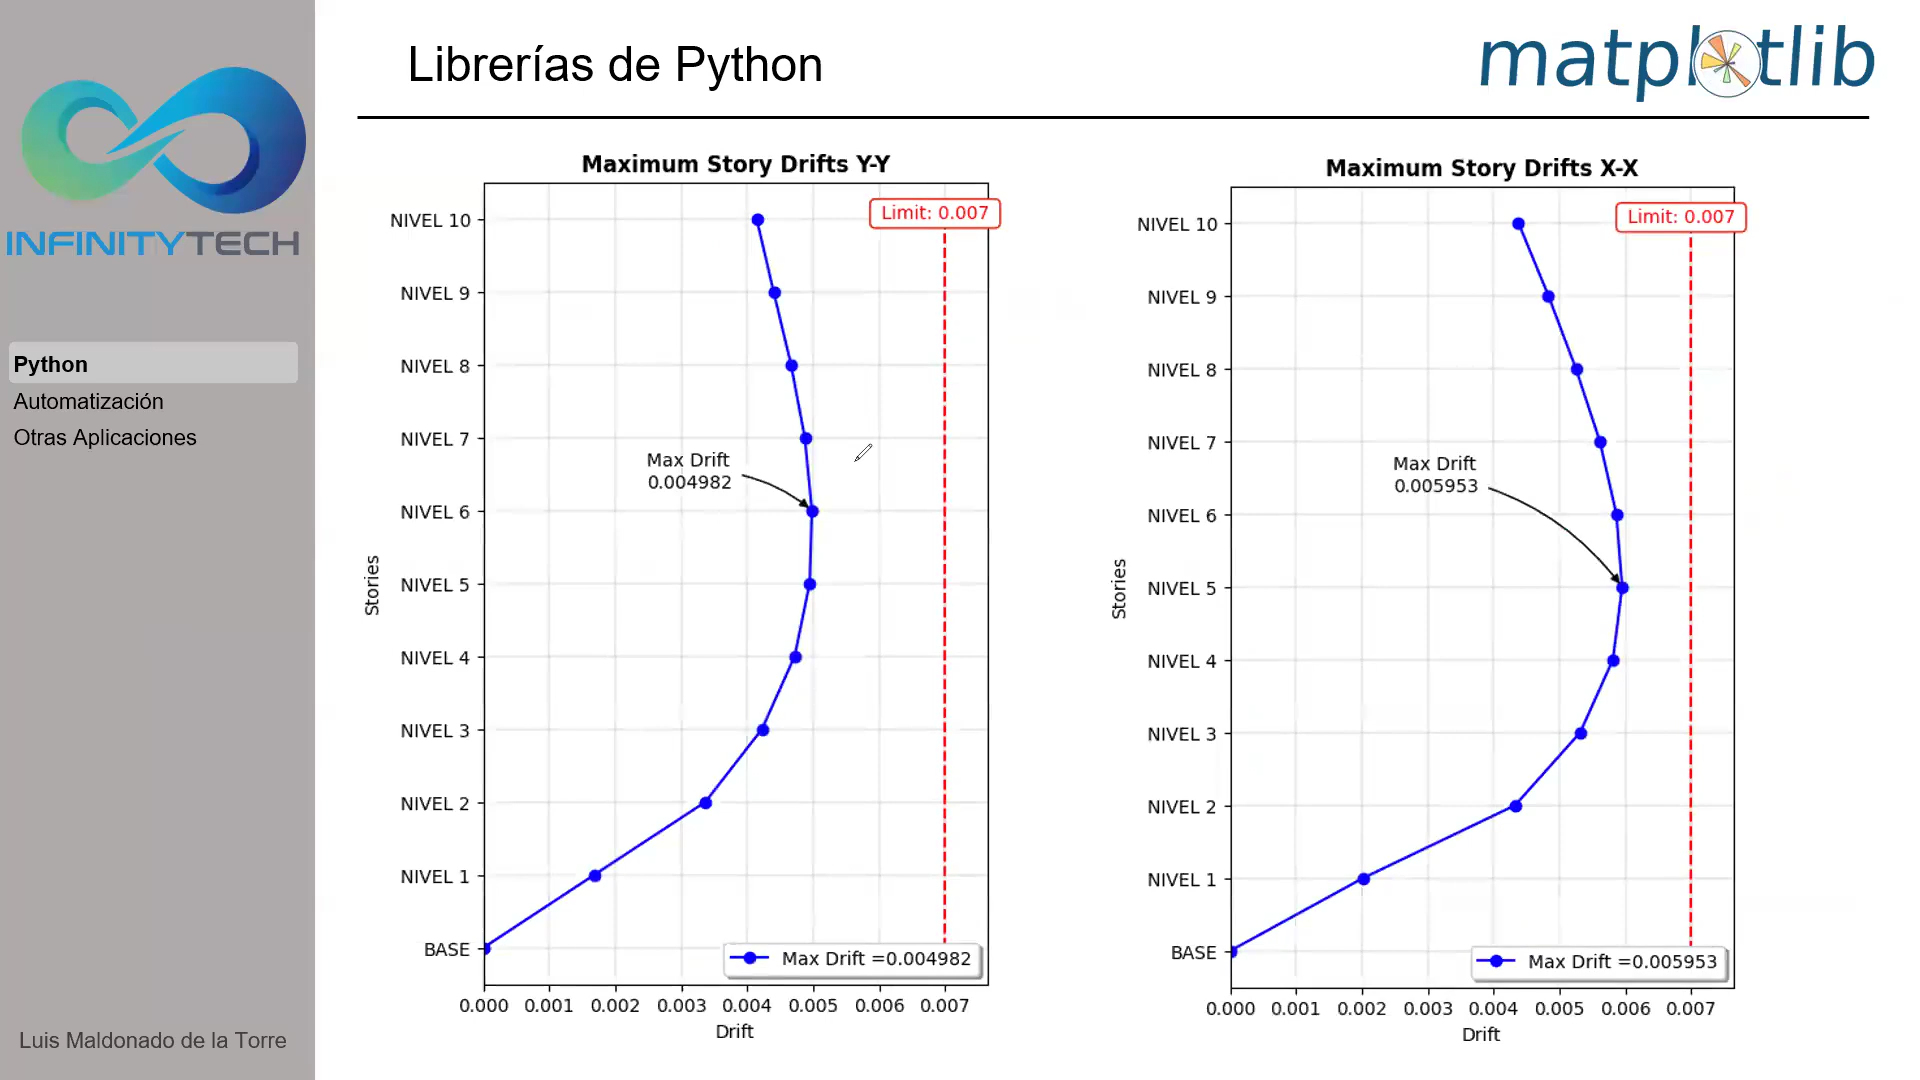 Librerías de Python
matplotlib
INFINITYTECH
Python
Automatización
Otras Aplicaciones
Luis Maldonado de la Torre
Maximum Story Drifts Y-Y
Limit: 0.007
NIVEL 10
NIVEL 9
NIVEL 8
NIVEL 7
Max Drift
0.004982
NIVEL 6
NIVEL 5
Stories
NIVEL 4
NIVEL 3
NIVEL 2
NIVEL 1
BASE
Max Drift =0.004982
0.000 0.001 0.002 0.003 0.004 0.005 0.006 0.007
Drift
Maximum Story Drifts X-X
Limit: 0.007
NIVEL 10
NIVEL 9
NIVEL 8
NIVEL 7
Max Drift
0.005953
NIVEL 6
NIVEL 5
Stories
NIVEL 4
NIVEL 3
NIVEL 2
NIVEL 1
BASE
Max Drift =0.005953
0.000 0.001 0.002 0.003 0.004 0.005 0.006 0.007
Drift